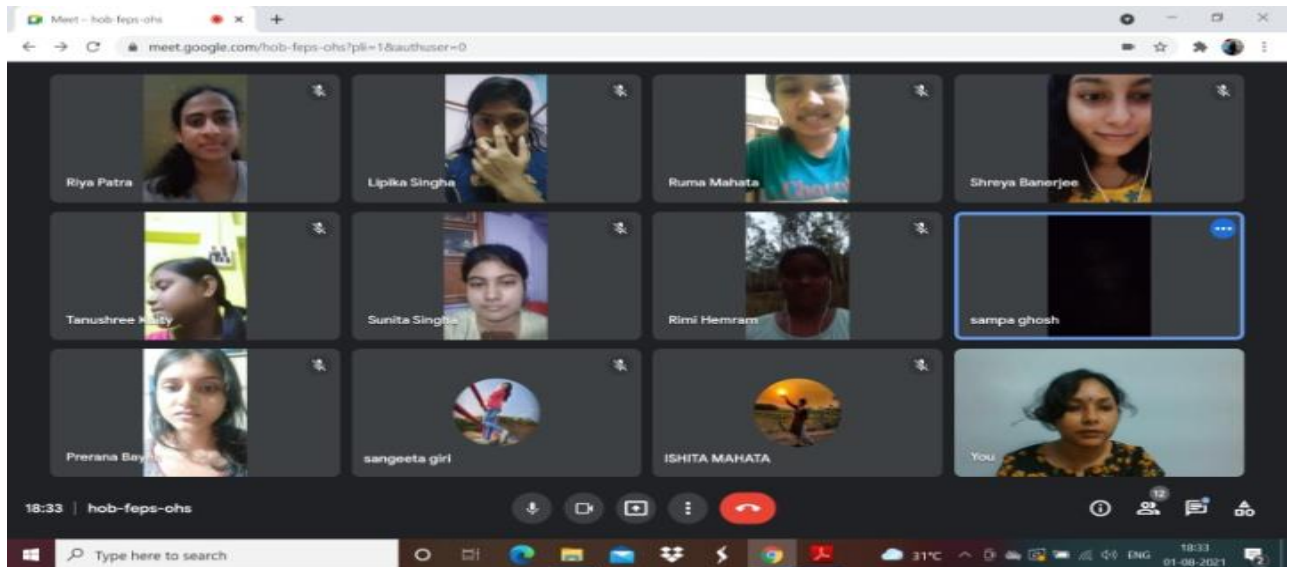 Meet - hob-feps-ohs
meet.google.com/hob-feps-ohs?pli=1&authuser=0
Riya Patra
Lipika Singha
Ruma Mahata
Shreya Banerjee
Tanushree
Sunita Singha
Rimi Hemram
sampa ghosh
Prerana
sangeeta giri
ISHITA MAHATA
You
18:33 | hob-feps-ohs
12
Type here to search
31°C
ENG
18:33
01-08-2021
2